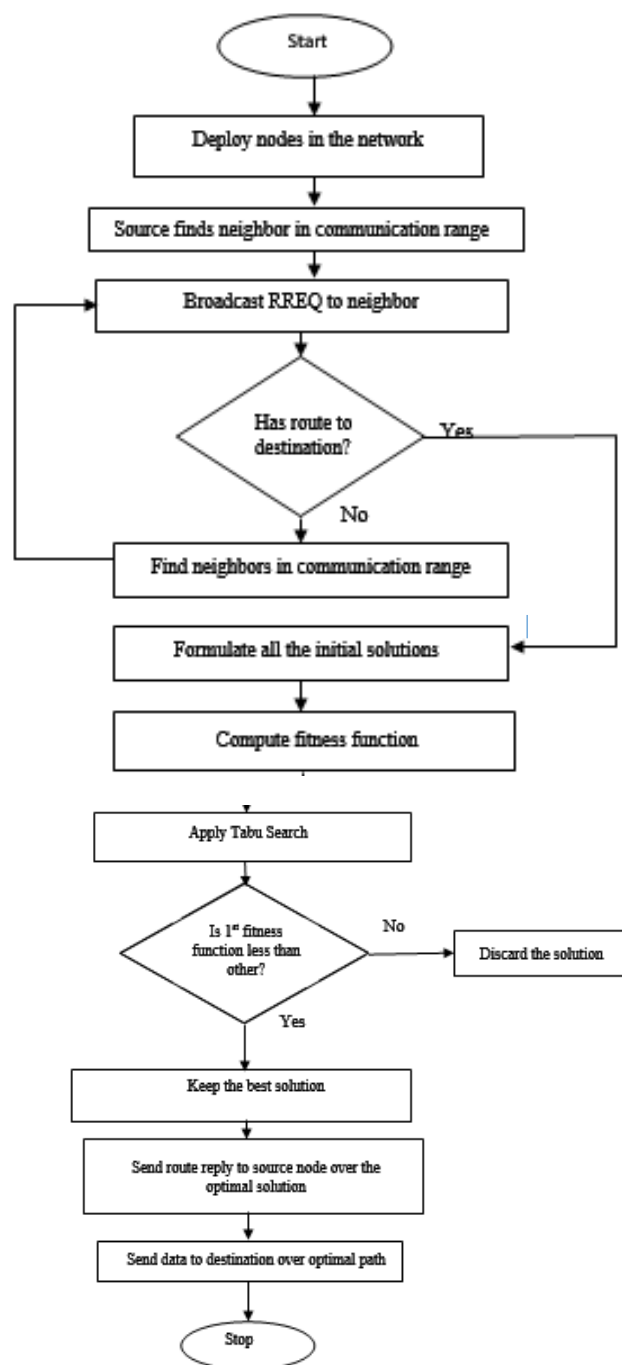 Start
Deploy nodes in the network
Source finds neighbor in communication range
Broadcast RREQ to neighbor
Has route to
destination?
Yes
No
Find neighbors in communication range
Formulate all the initial solutions
Compute fitness function
Apply Tabu Search
Is 1st fitness
function less than
other?
No
Discard the solution
Yes
Keep the best solution
Send route reply to source node over the
optimal solution
Send data to destination over optimal path
Stop